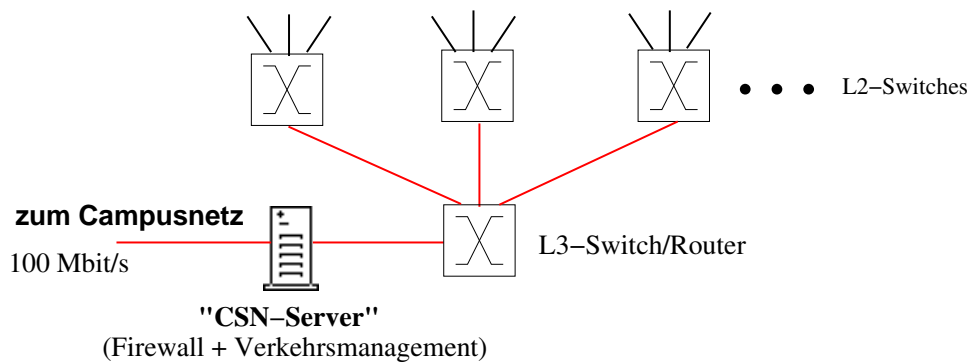 L2−Switches
zum Campusnetz
100 Mbit/s
L3−Switch/Router
"CSN−Server"
(Firewall + Verkehrsmanagement)